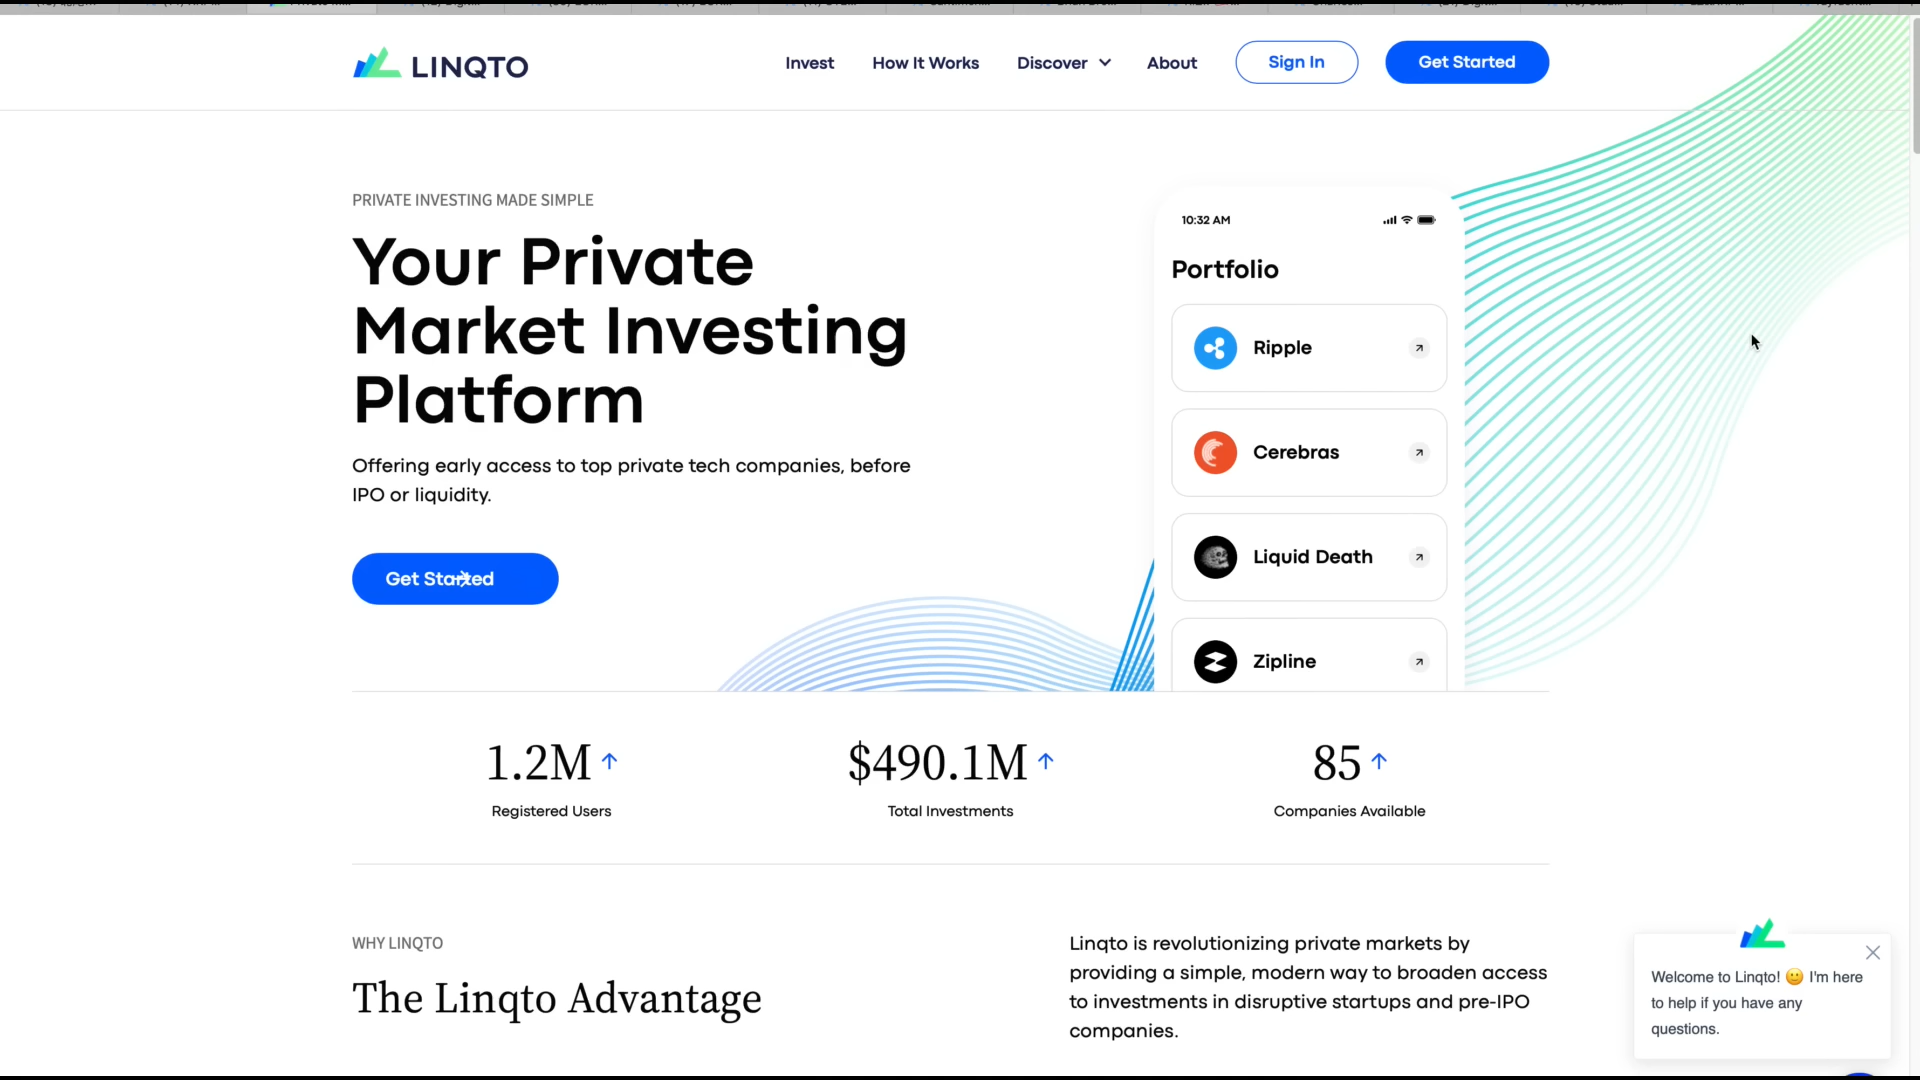 LINQTO
Invest
How It Works
Discover
About
Sign In
Get Started
PRIVATE INVESTING MADE SIMPLE
Your Private
Market Investing
Platform
Offering early access to top private tech companies, before
IPO or liquidity.
Get Started
10:32 AM
Portfolio
Ripple
Cerebras
Liquid Death
Zipline
1.2M
Registered Users
$490.1M
Total Investments
85
Companies Available
WHY LINQTO
The Linqto Advantage
Linqto is revolutionizing private markets by
providing a simple, modern way to broaden access
to investments in disruptive startups and pre-IPO
companies.
Welcome to Linqto! 🙂 I'm here
to help if you have any
questions.